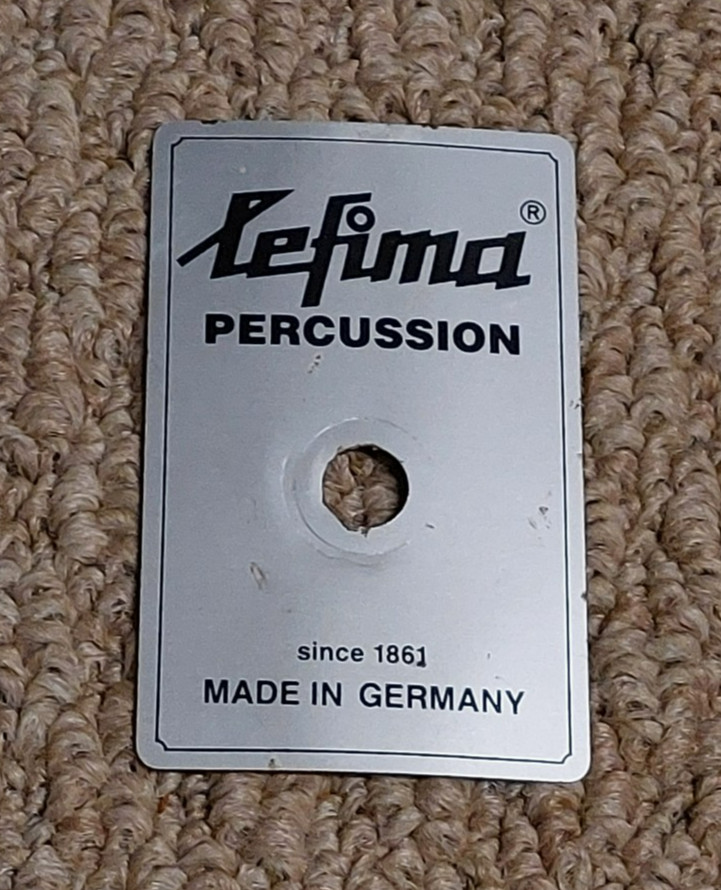 Lefima®
PERCUSSION
since 1861
MADE IN GERMANY